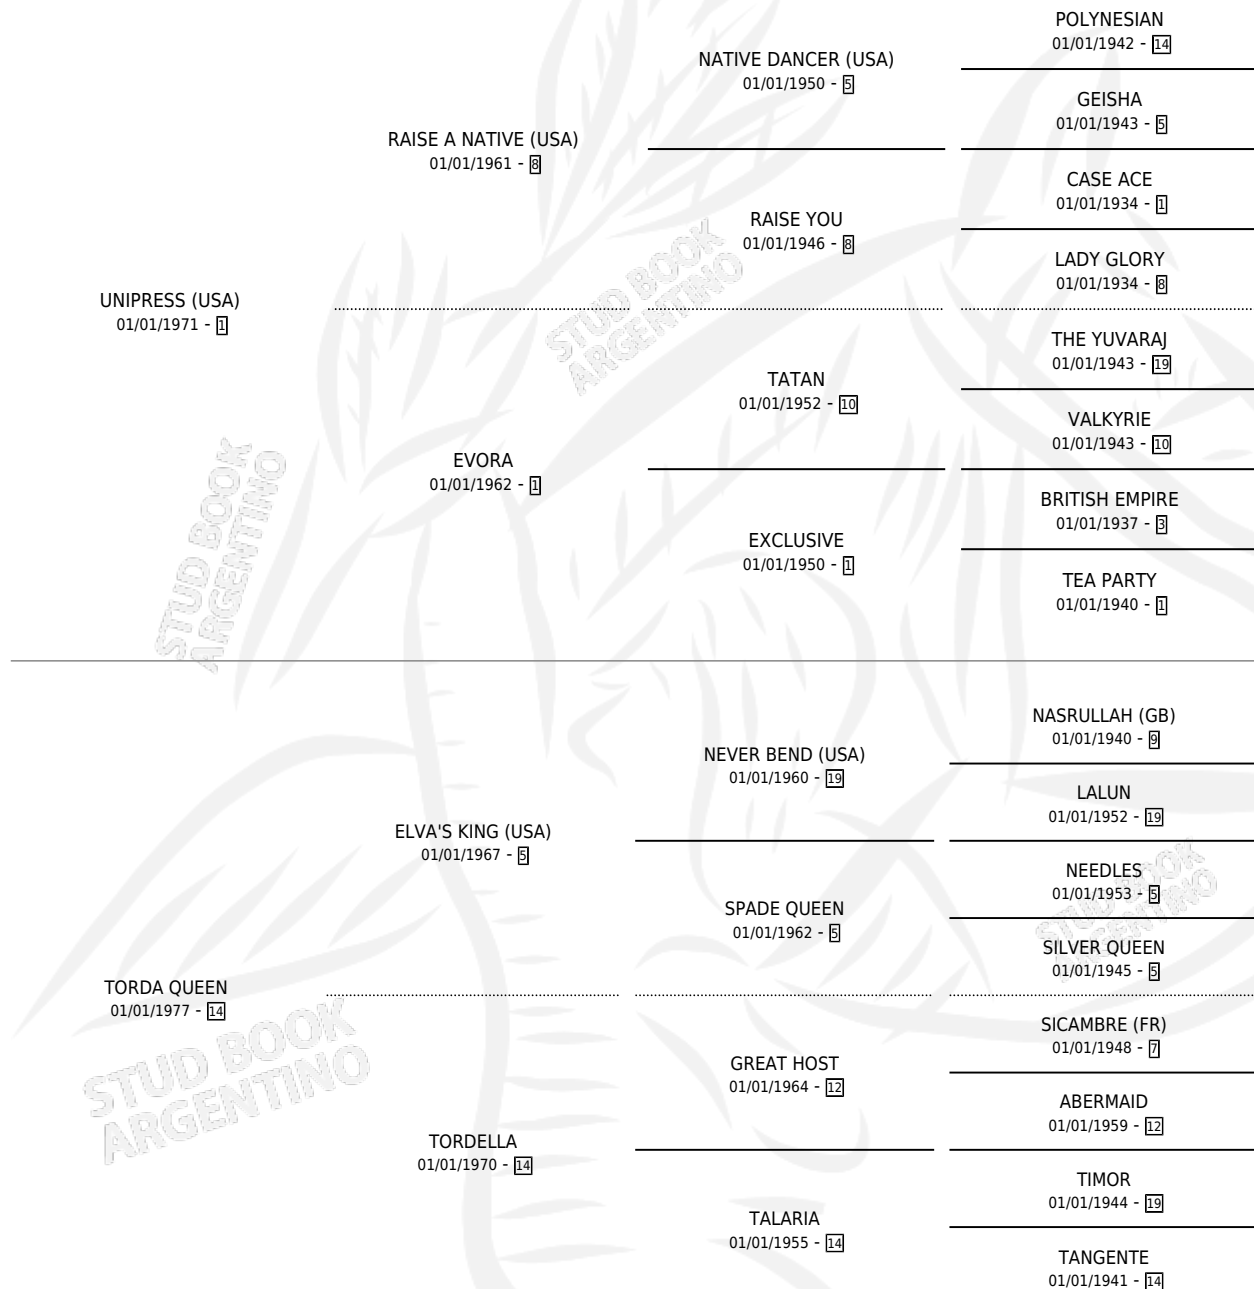 UNIPRESS (USA)
01/01/1971 - 1
RAISE A NATIVE (USA)
01/01/1961 - 8
EVORA
01/01/1962 - 1
NATIVE DANCER (USA)
01/01/1950 - 5
RAISE YOU
01/01/1946 - 8
TATAN
01/01/1952 - 10
EXCLUSIVE
01/01/1950 - 1
POLYNESIAN
01/01/1942 - 14
GEISHA
01/01/1943 - 5
CASE ACE
01/01/1934 - 1
LADY GLORY
01/01/1934 - 8
THE YUVARAJ
01/01/1943 - 19
VALKYRIE
01/01/1943 - 10
BRITISH EMPIRE
01/01/1937 - 3
TEA PARTY
01/01/1940 - 1
TORDA QUEEN
01/01/1977 - 14
ELVA'S KING (USA)
01/01/1967 - 5
TORDELLA
01/01/1970 - 14
NEVER BEND (USA)
01/01/1960 - 19
SPADE QUEEN
01/01/1962 - 5
GREAT HOST
01/01/1964 - 12
TALARIA
01/01/1955 - 14
NASRULLAH (GB)
01/01/1940 - 9
LALUN
01/01/1952 - 19
NEEDLES
01/01/1953 - 5
SILVER QUEEN
01/01/1945 - 5
SICAMBRE (FR)
01/01/1948 - 7
ABERMAID
01/01/1959 - 12
TIMOR
01/01/1944 - 19
TANGENTE
01/01/1941 - 14
STUD BOOK
ARGENTINO
STUD BOOK
ARGENTINO
STUD BOOK
ARGENTINO
STUD BOOK
ARGENTINO